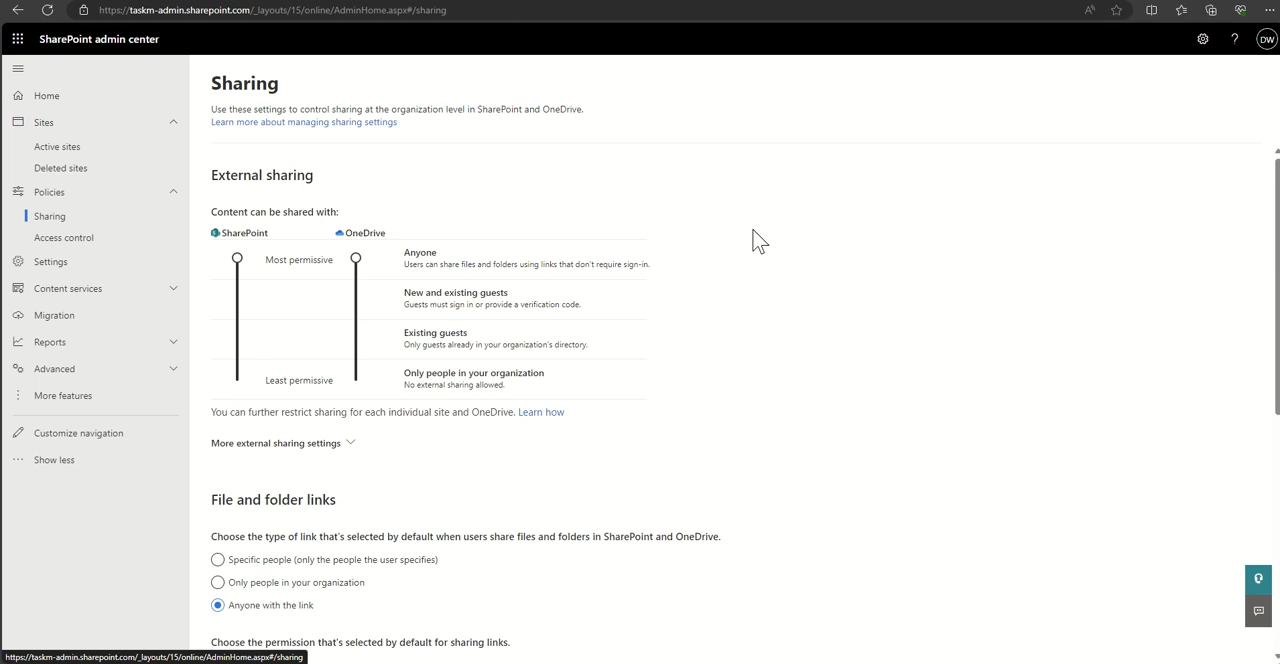 https://taskm-admin.sharepoint.com/_layouts/15/online/AdminHome.aspx#/sharing
SharePoint admin center
DW
Home
Sites
Active sites
Deleted sites
Policies
Sharing
Access control
Settings
Content services
Migration
Reports
Advanced
More features
Customize navigation
Show less
Sharing
Use these settings to control sharing at the organization level in SharePoint and OneDrive.
Learn more about managing sharing settings
External sharing
Content can be shared with:
SharePoint OneDrive
Most permissive
Anyone
Users can share files and folders using links that don't require sign-in.
New and existing guests
Guests must sign in or provide a verification code.
Existing guests
Only guests already in your organization's directory.
Least permissive
Only people in your organization
No external sharing allowed.
You can further restrict sharing for each individual site and OneDrive. Learn how
More external sharing settings
File and folder links
Choose the type of link that's selected by default when users share files and folders in SharePoint and OneDrive.
Specific people (only the people the user specifies)
Only people in your organization
Anyone with the link
Choose the permission that's selected by default for sharing links.
https://taskm-admin.sharepoint.com/_layouts/15/online/AdminHome.aspx#/sharing